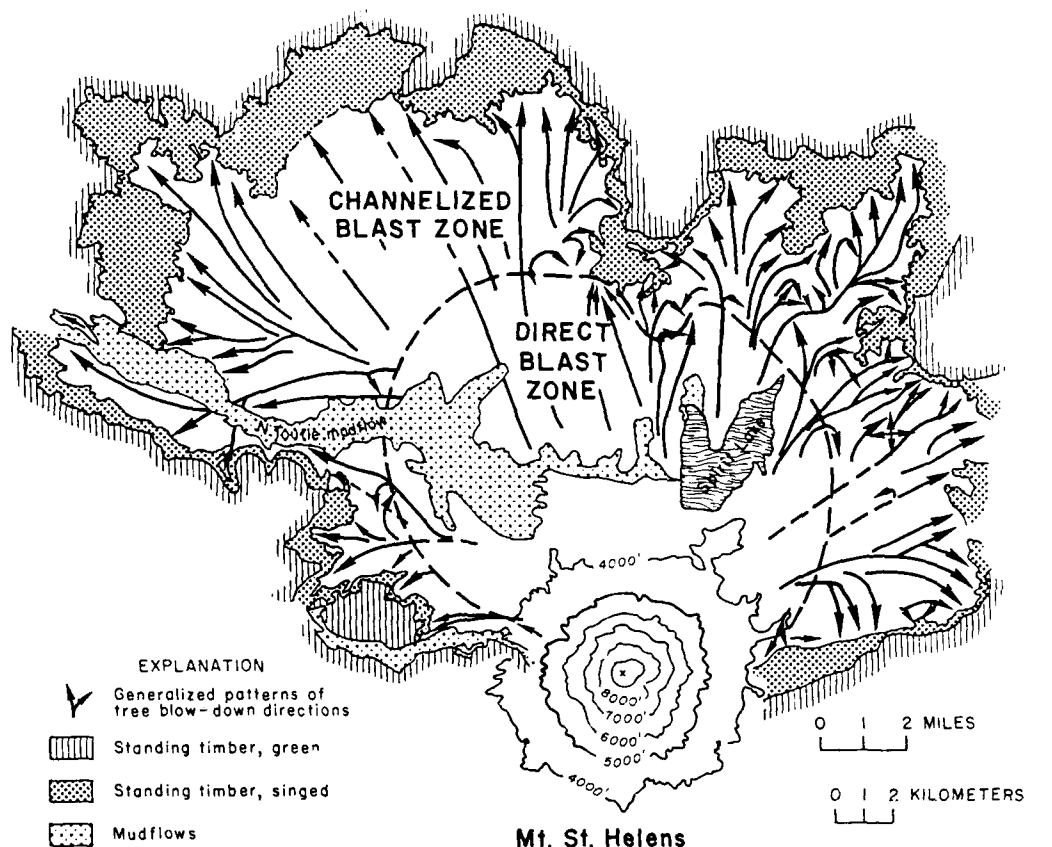 CHANNELIZED
BLAST ZONE
DIRECT
BLAST
ZONE
N. Toutle mudflow
Spirit Lake
4000'
8000'
7000'
6000'
5000'
4000'
EXPLANATION
Generalized patterns of
tree blow-down directions
Standing timber, green
Standing timber, singed
Mudflows
0 1 2 MILES
0 1 2 KILOMETERS
Mt. St. Helens